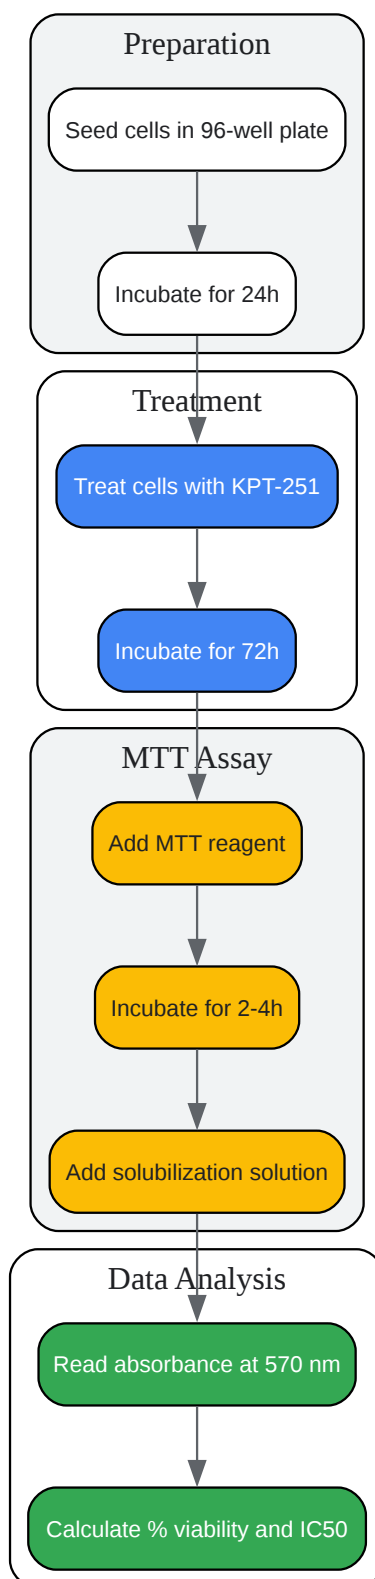 Preparation
Seed cells in 96-well plate
Incubate for 24h
Treatment
Treat cells with KPT-251
Incubate for 72h
MTT Assay
Add MTT reagent
Incubate for 2-4h
Add solubilization solution
Data Analysis
Read absorbance at 570 nm
Calculate % viability and IC50